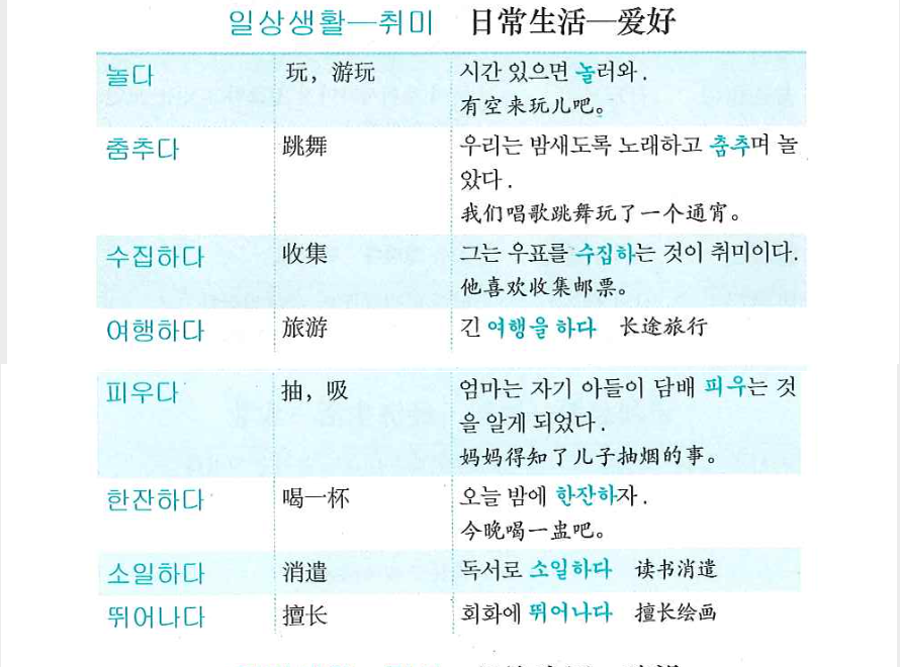 일상생활—취미 日常生活—爱好
놀다 玩，游玩 시간 있으면 놀러와.
有空来玩儿吧。
춤추다 跳舞 우리는 밤새도록 노래하고 춤추며 놀
았다.
我们唱歌跳舞玩了一个通宵。
수집하다 收集 그는 우표를 수집하는 것이 취미이다.
他喜欢收集邮票。
여행하다 旅游 긴 여행을 하다 长途旅行
피우다 抽，吸 엄마는 자기 아들이 담배 피우는 것
을 알게 되었다.
妈妈得知了儿子抽烟的事。
한잔하다 喝一杯 오늘 밤에 한잔하자.
今晚喝一盅吧。
소일하다 消遣 독서로 소일하다 读书消遣
뛰어나다 擅长 회화에 뛰어나다 擅长绘画